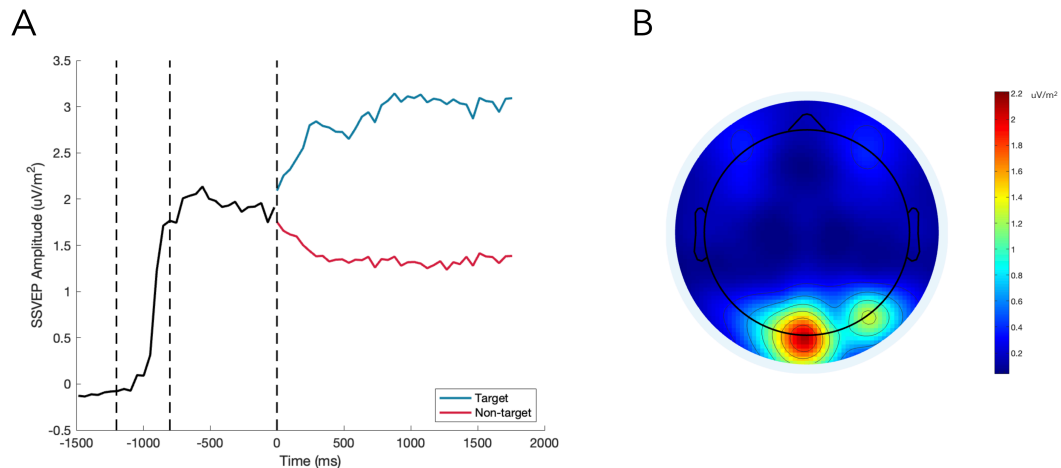 A
SSVEP Amplitude (uV/m²)
3.5
3
2.5
2
1.5
1
0.5
0
-0.5
-1500 -1000 -500 0 500 1000 1500 2000
Time (ms)
Target
Non-target
B
2.2 uV/m²
2
1.8
1.6
1.4
1.2
1
0.8
0.6
0.4
0.2